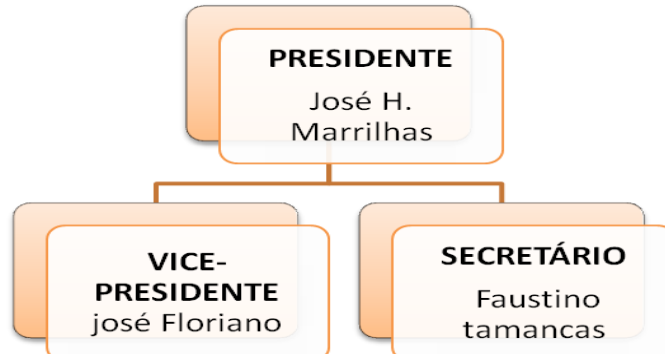 PRESIDENTE
José H.
Marrilhas
VICE-
PRESIDENTE
josé Floriano
SECRETÁRIO
Faustino
tamancas